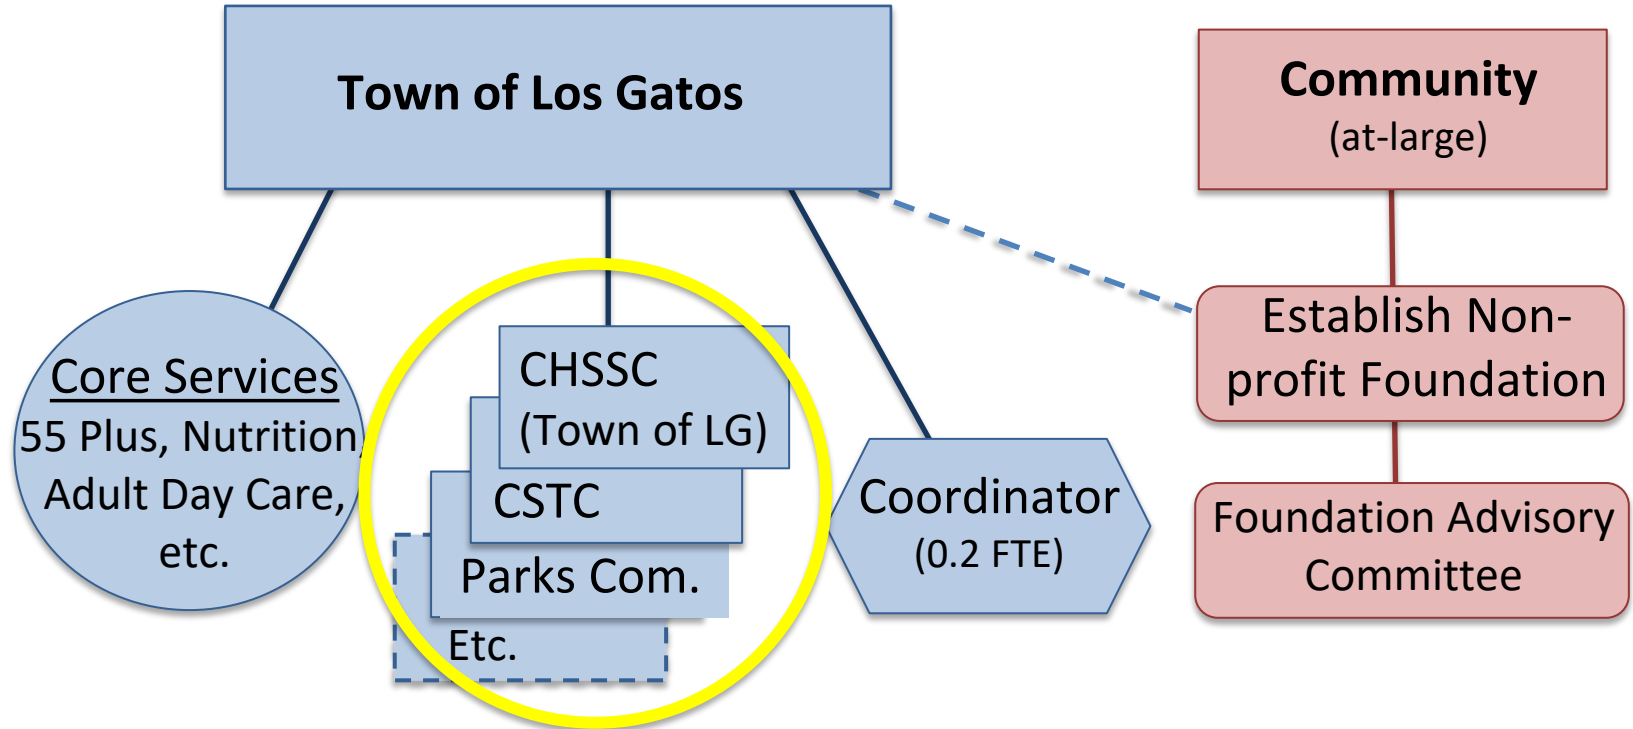 Town of Los Gatos
Community
(at-large)
Core Services
55 Plus, Nutrition,
Adult Day Care,
etc.
CHSSC
(Town of LG)
CSTC
Parks Com.
Etc.
Coordinator
(0.2 FTE)
Establish Non-
profit Foundation
Foundation Advisory
Committee